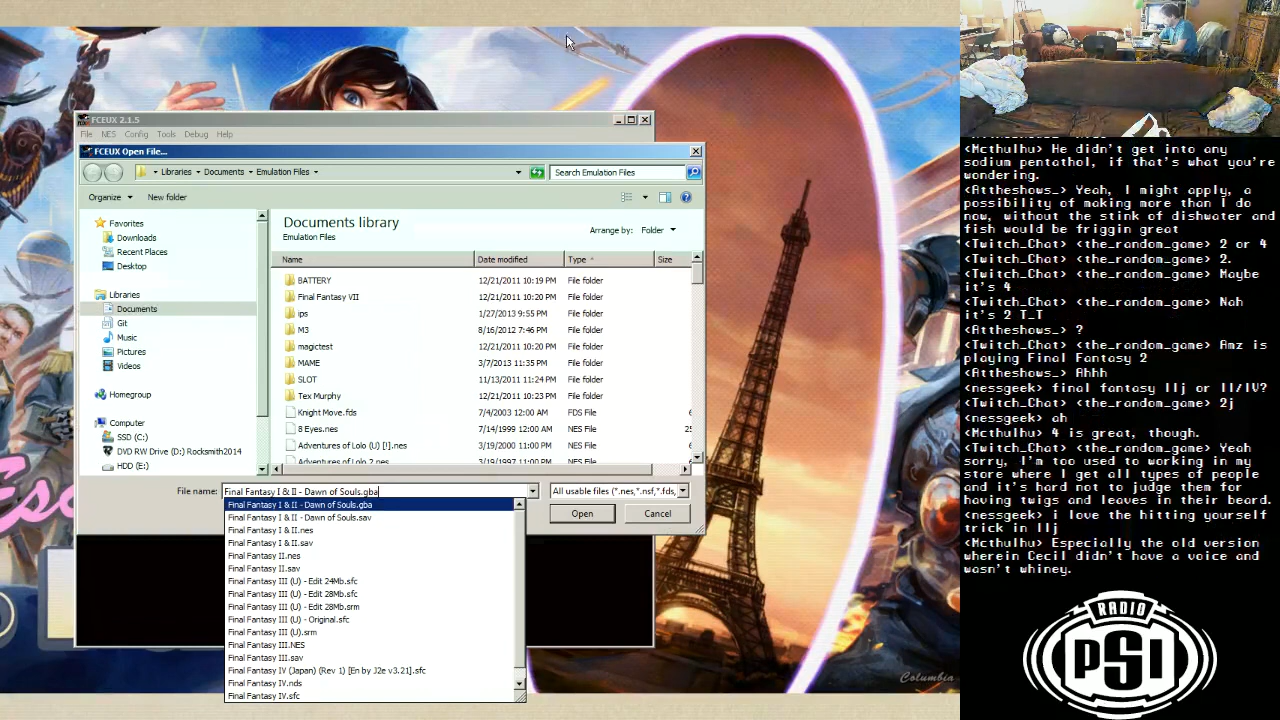 FCEUX 2.1.5
File NES Config Tools Debug Help
FCEUX Open File...
Libraries Documents Emulation Files
Search Emulation Files
Organize New folder
Favorites
Downloads
Recent Places
Desktop
Libraries
Documents
Git
Music
Pictures
Videos
Homegroup
Computer
SSD (C:)
DVD RW Drive (D:) Rocksmith2014
HDD (E:)
Documents library
Emulation Files
Arrange by: Folder
Name Date modified Type Size
BATTERY 12/21/2011 10:19 PM File folder
Final Fantasy VII 12/21/2011 10:20 PM File folder
ips 1/27/2013 9:55 PM File folder
M3 8/16/2012 7:46 PM File folder
magictest 12/21/2011 10:20 PM File folder
MAME 3/7/2013 11:35 PM File folder
SLOT 11/13/2011 11:24 PM File folder
Tex Murphy 12/21/2011 10:23 PM File folder
Knight Move.fds 7/4/2003 12:00 AM FDS File 6
8 Eyes.nes 7/14/1999 12:00 AM NES File 25
Adventures of Lolo (U) [!].nes 3/19/2000 11:00 PM NES File 6
Adventures of Lolo 2.nes 3/19/1997 11:00 PM NES File
File name: Final Fantasy I & II - Dawn of Souls.gba
All usable files (*.nes,*.nsf,*.fds,
Open Cancel
Final Fantasy I & II - Dawn of Souls.gba
Final Fantasy I & II - Dawn of Souls.sav
Final Fantasy I & II.nes
Final Fantasy I & II.sav
Final Fantasy II.nes
Final Fantasy II.sav
Final Fantasy III (U) - Edit 24Mb.sfc
Final Fantasy III (U) - Edit 28Mb.sfc
Final Fantasy III (U) - Edit 28Mb.srm
Final Fantasy III (U) - Original.sfc
Final Fantasy III (U).srm
Final Fantasy III.NES
Final Fantasy III.sav
Final Fantasy IV (Japan) (Rev 1) [En by J2e v3.21].sfc
Final Fantasy IV.nds
Final Fantasy IV.sfc
Columbia
<Mcthulhu> He didn't get into any
sodium pentathol, if that's what you're
wondering.
<Attheshows_> Yeah, I might apply, a
possibility of making more than I do
now, without the stink of dishwater and
fish would be friggin great
<Twitch_Chat> <the_random_game> 2 or 4
<Twitch_Chat> <the_random_game> 2.
<Twitch_Chat> <the_random_game> Maybe
it's 4
<Twitch_Chat> <the_random_game> Nah
it's 2 T_T
<Attheshows_> ?
<Twitch_Chat> <the_random_game> Amz is
playing Final Fantasy 2
<Attheshows_> Ahhh
<nessgeek> final fantasy IIj or II/IV?
<Twitch_Chat> <the_random_game> 2j
<nessgeek> ah
<Mcthulhu> 4 is great, though.
<Twitch_Chat> <the_random_game> Yeah
sorry, I'm too used to working in my
store where I get all types of people
and it's hard not to judge them for
having twigs and leaves in their beard.
<nessgeek> i love the hitting yourself
trick in IIj
<Mcthulhu> Especially the old version
wherein Cecil didn't have a voice and
wasn't whiney.
RADIO
PSI